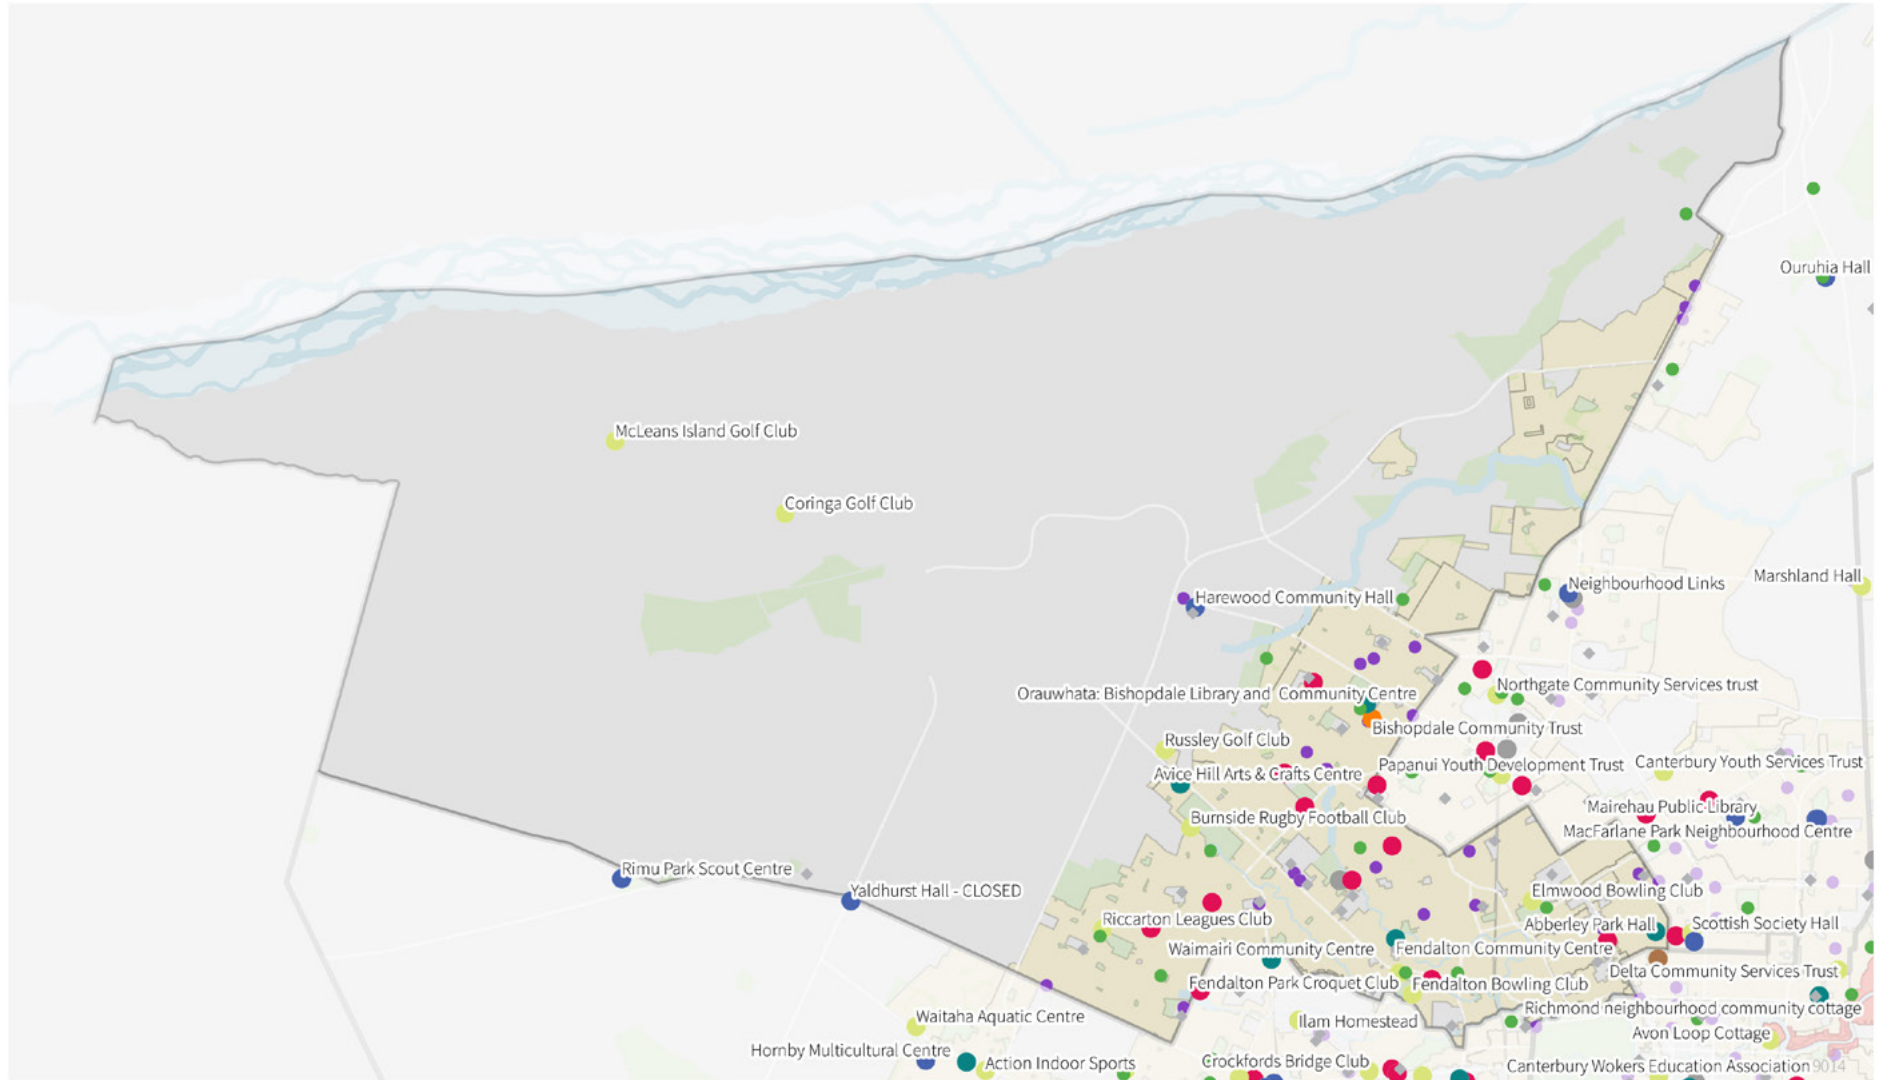 Ouruhia Hall
McLeans Island Golf Club
Coringa Golf Club
Marshland Hall
Neighbourhood Links
Harewood Community Hall
Northgate Community Services trust
Orauwhata: Bishopdale Library and Community Centre
Bishopdale Community Trust
Russley Golf Club
Canterbury Youth Services Trust
Papanui Youth Development Trust
Avice Hill Arts & Crafts Centre
Mairehau Public Library
Burnside Rugby Football Club
MacFarlane Park Neighbourhood Centre
Rimu Park Scout Centre
Yaldhurst Hall - CLOSED
Elmwood Bowling Club
Riccarton Leagues Club
Abberley Park Hall
Scottish Society Hall
Waimairi Community Centre
Fendalton Community Centre
Delta Community Services Trust
Fendalton Park Croquet Club
Fendalton Bowling Club
Richmond neighbourhood community cottage
Waitaha Aquatic Centre
Ilam Homestead
Avon Loop Cottage
Hornby Multicultural Centre
Action Indoor Sports
Crockfords Bridge Club
Canterbury Wokers Education Association
9014